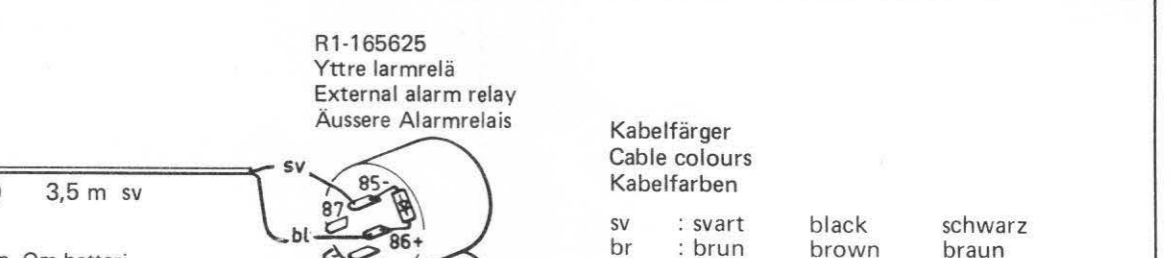 R1-165625
Yttre larmrelä
External alarm relay
Äussere Alarmrelais
Kabelfärger
Cable colours
Kabelfarben
3,5 m sv
sv
85-
87
bl
86+
sv : svart black schwarz
br : brun brown braun
Om batteri